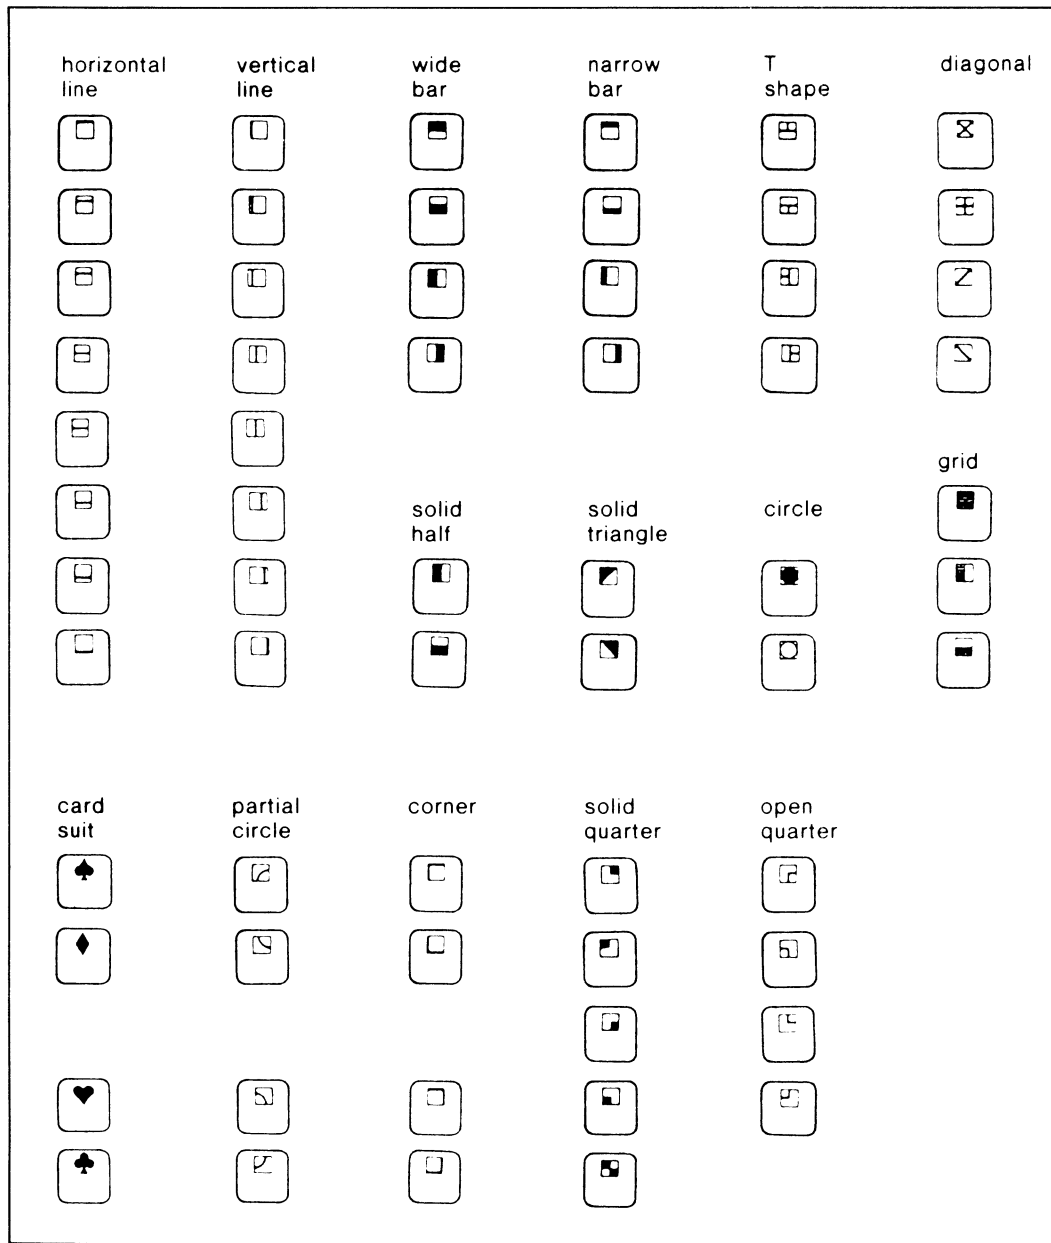 horizontal
line
vertical
line
wide
bar
narrow
bar
T
shape
diagonal
solid
half
solid
triangle
circle
grid
card
suit
partial
circle
corner
solid
quarter
open
quarter